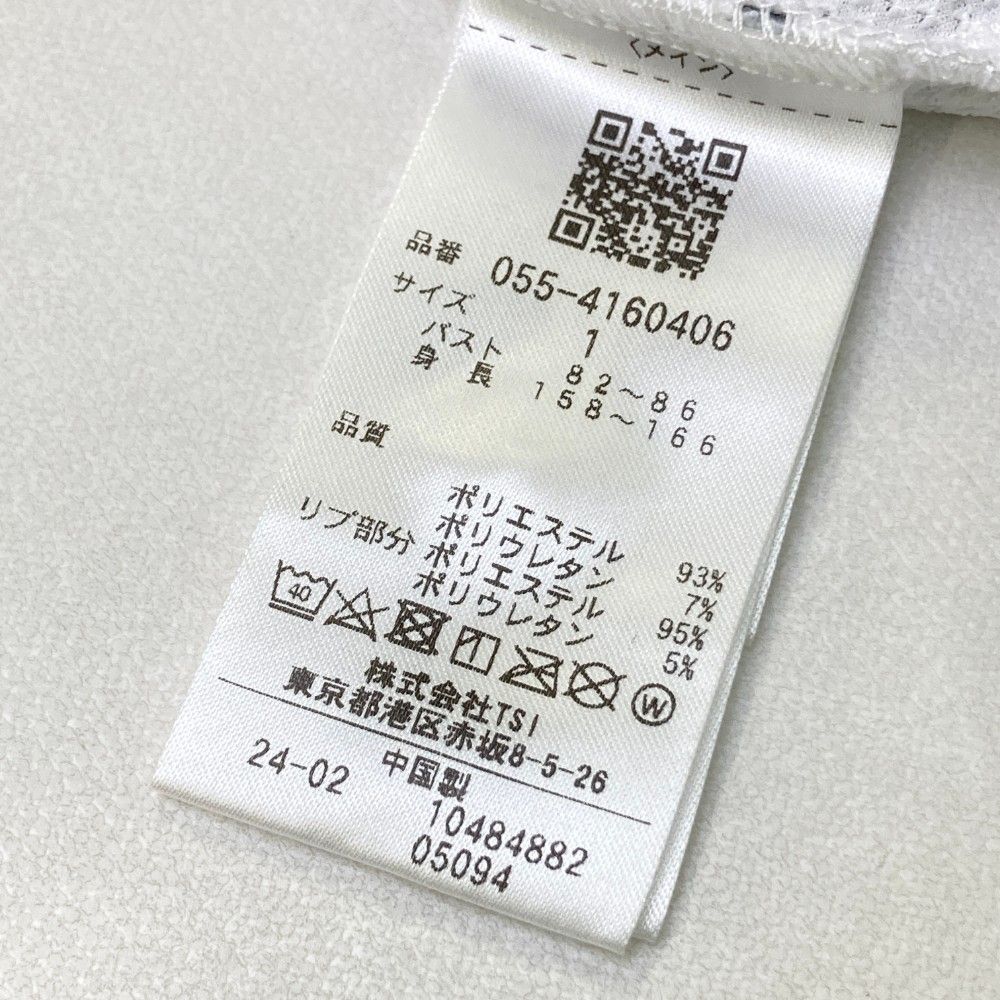 〈メイン〉
品番 055-4160406
サイズ 1
バスト 82～86
身長 158～166
品質
ポリエステル 93%
ポリウレタン 7%
リブ部分 ポリエステル 95%
ポリウレタン 5%
40 W
株式会社TSI
東京都港区赤坂8-5-26
24-02 中国製
10484882
05094